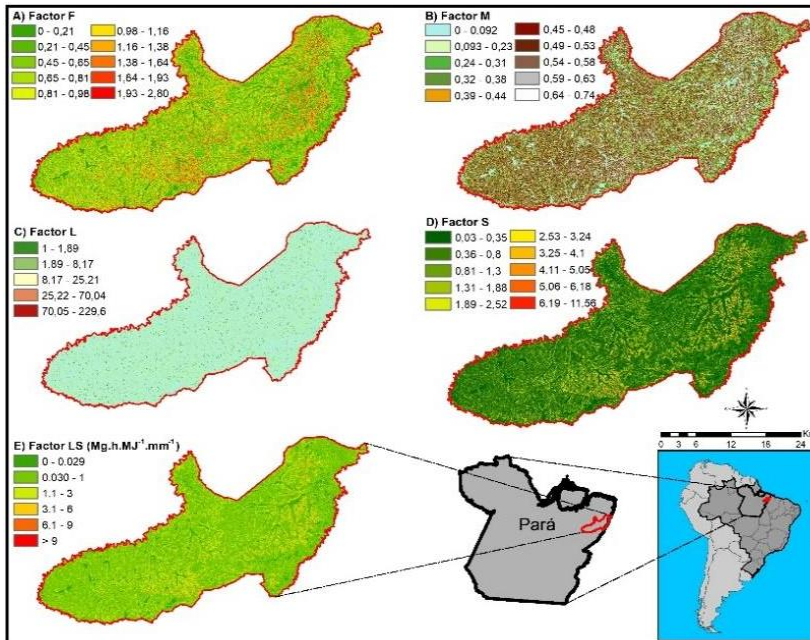 A) Factor F
0 - 0,21
0,21 - 0,45
0,45 - 0,65
0,65 - 0,81
0,81 - 0,98
0,98 - 1,16
1.16 - 1,38
1,38 - 1,64
1,64 - 1,93
1,93 - 2,80
B) Factor M
0 - 0.092
0,093 - 0,23
0,24 - 0,31
0,32 - 0,38
0,39 - 0,44
0,45 - 0,48
0,49 - 0,53
0,54 - 0,58
0,59 - 0,63
0,64 - 0,74
C) Factor L
1 - 1,89
1,89 - 8,17
8,17 - 25,21
25,22 - 70,04
70,05 - 229,6
D) Factor S
0,03 - 0,35
0,36 - 0,8
0,81 - 1,3
1,31 - 1,88
1,89 - 2,52
2.53 - 3,24
3.25 - 4.1
4.11 - 5.05
5.06 - 6,18
6.19 - 11,56
E) Factor LS (Mg.h.MJ⁻¹.mm⁻¹)
0 - 0.029
0.030 - 1
1.1 - 3
3.1 - 6
6.1 - 9
> 9
Pará
0 3 6 12 18 24